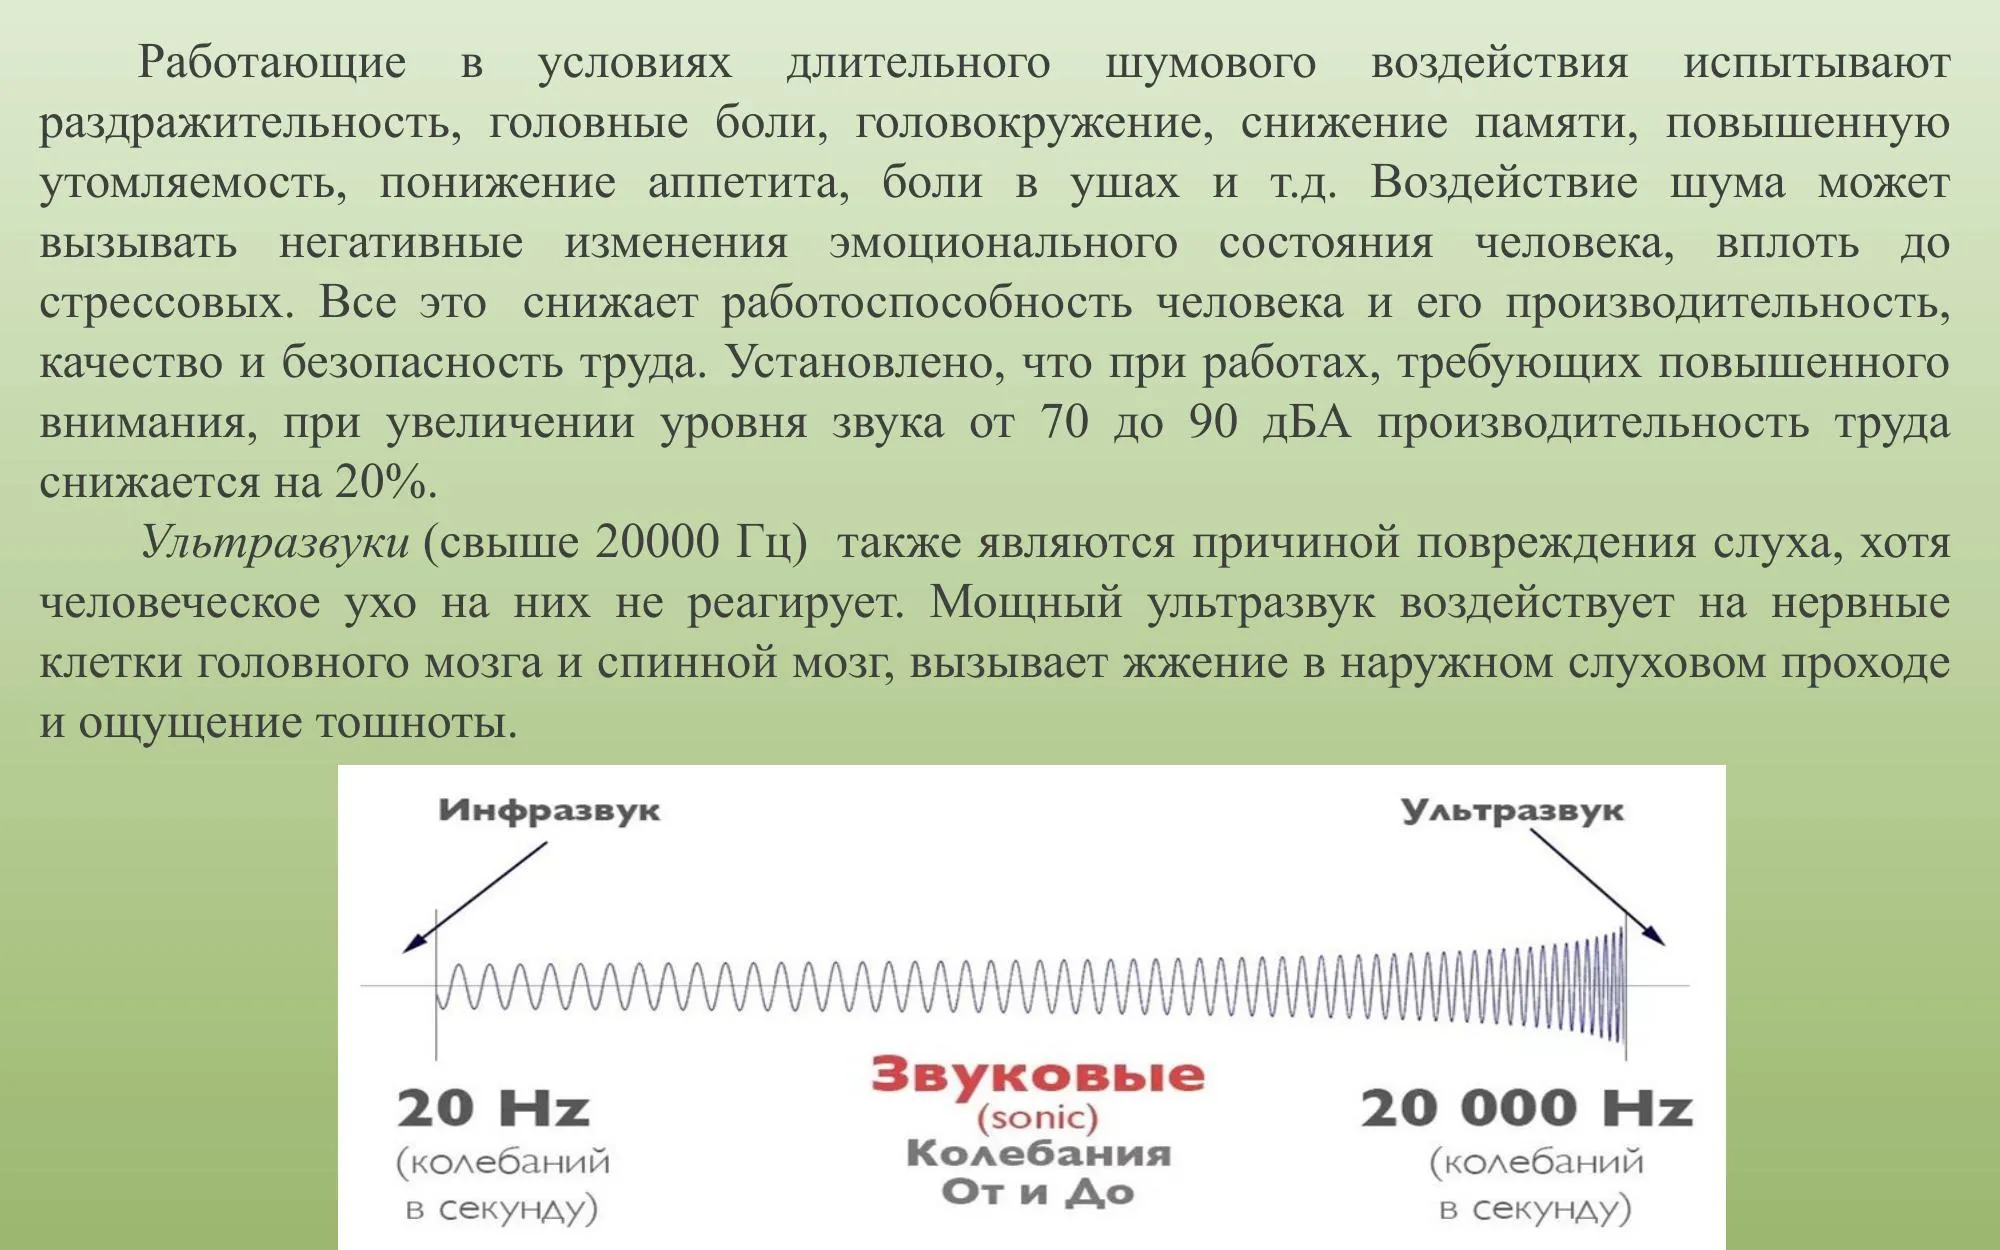 Работающие в условиях длительного шумового воздействия испытывают
раздражительность, головные боли, головокружение, снижение памяти, повышенную
утомляемость, понижение аппетита, боли в ушах и т.д. Воздействие шума может
вызывать негативные изменения эмоционального состояния человека, вплоть до
стрессовых. Все это снижает работоспособность человека и его производительность,
качество и безопасность труда. Установлено, что при работах, требующих повышенного
внимания, при увеличении уровня звука от 70 до 90 дБА производительность труда
снижается на 20%.
Ультразвуки (свыше 20000 Гц) также являются причиной повреждения слуха, хотя
человеческое ухо на них не реагирует. Мощный ультразвук воздействует на нервные
клетки головного мозга и спинной мозг, вызывает жжение в наружном слуховом проходе
и ощущение тошноты.
Инфразвук
Ультразвук
20 Hz
(колебаний
в секунду)
Звуковые
(sonic)
Колебания
От и До
20 000 Hz
(колебаний
в секунду)